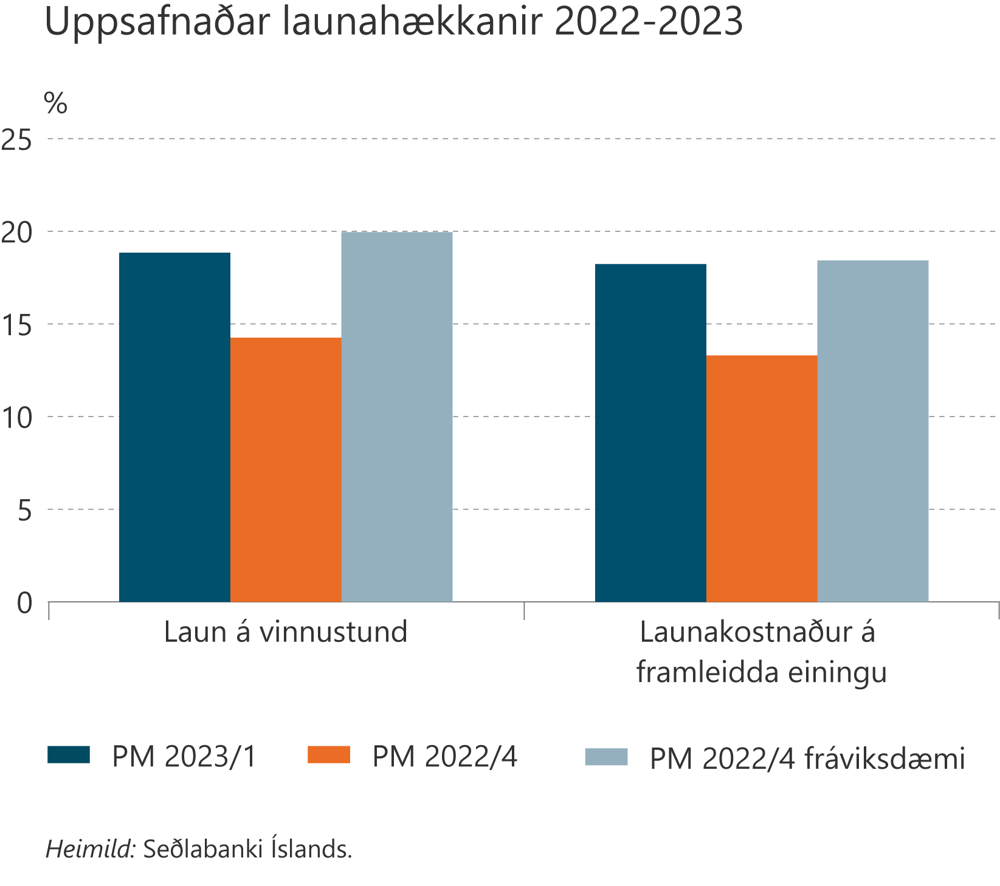 Uppsafnaðar launahækkanir 2022-2023
%
25
20
15
10
5
0
Laun á vinnustund
Launakostnaður á
framleidda einingu
PM 2023/1
PM 2022/4
PM 2022/4 fráviksdæmi
Heimild: Seðlabanki Íslands.